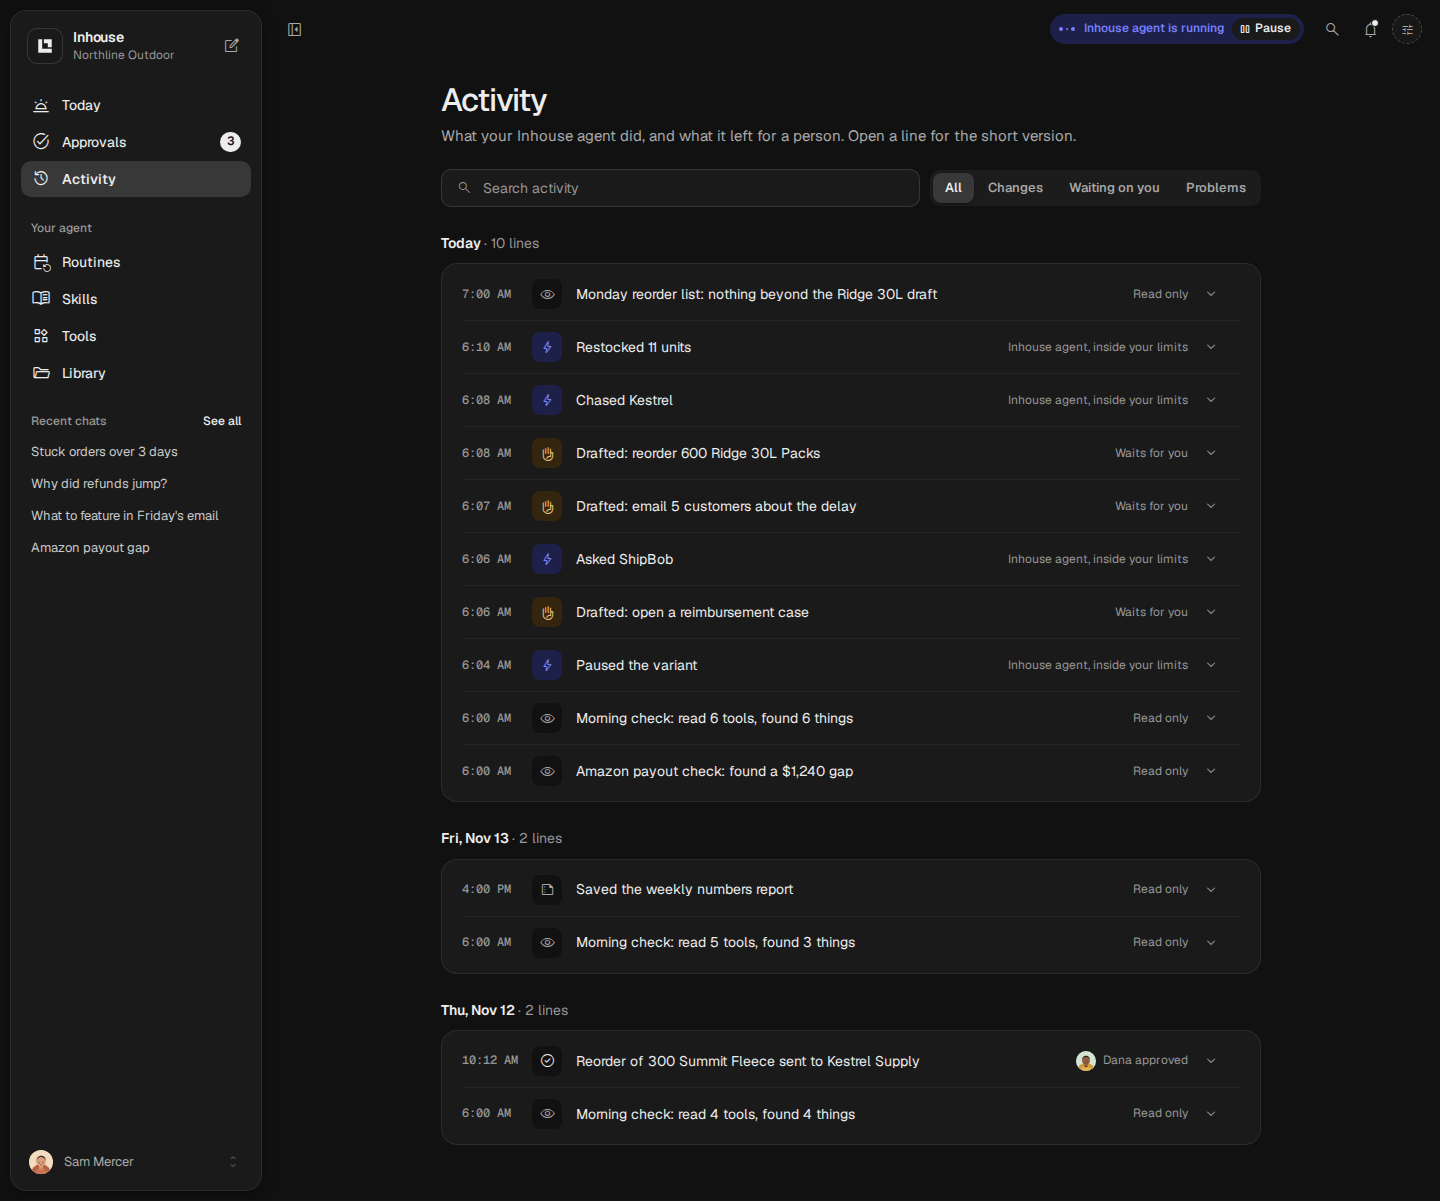 Inhouse
Northline Outdoor
Today
Approvals 3
Activity
Your agent
Routines
Skills
Tools
Library
Recent chats See all
Stuck orders over 3 days
Why did refunds jump?
What to feature in Friday's email
Amazon payout gap
Sam Mercer
Inhouse agent is running Pause
Activity
What your Inhouse agent did, and what it left for a person. Open a line for the short version.
Search activity All Changes Waiting on you Problems
Today · 10 lines
7:00 AM Monday reorder list: nothing beyond the Ridge 30L draft Read only
6:10 AM Restocked 11 units Inhouse agent, inside your limits
6:08 AM Chased Kestrel Inhouse agent, inside your limits
6:08 AM Drafted: reorder 600 Ridge 30L Packs Waits for you
6:07 AM Drafted: email 5 customers about the delay Waits for you
6:06 AM Asked ShipBob Inhouse agent, inside your limits
6:06 AM Drafted: open a reimbursement case Waits for you
6:04 AM Paused the variant Inhouse agent, inside your limits
6:00 AM Morning check: read 6 tools, found 6 things Read only
6:00 AM Amazon payout check: found a $1,240 gap Read only
Fri, Nov 13 · 2 lines
4:00 PM Saved the weekly numbers report Read only
6:00 AM Morning check: read 5 tools, found 3 things Read only
Thu, Nov 12 · 2 lines
10:12 AM Reorder of 300 Summit Fleece sent to Kestrel Supply Dana approved
6:00 AM Morning check: read 4 tools, found 4 things Read only